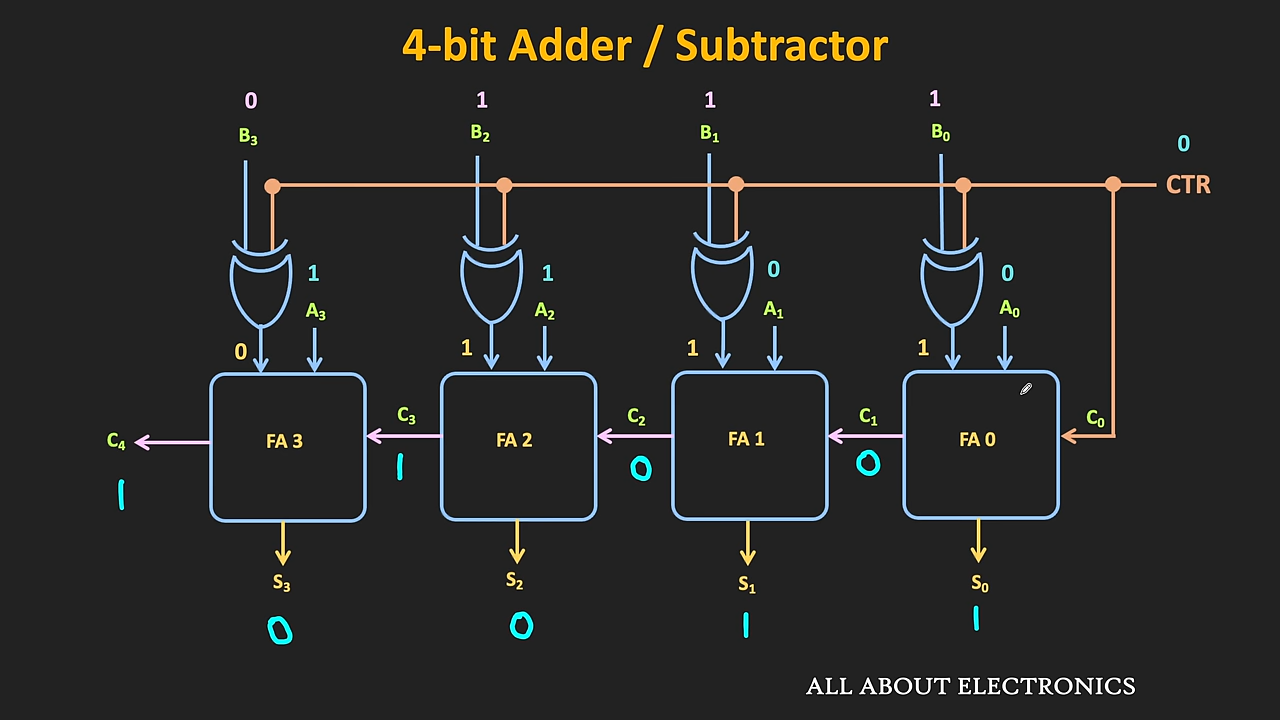 4-bit Adder / Subtractor
0 1 1 1
B₃ B₂ B₁ B₀ 0
CTR
1 1 0 0
A₃ A₂ A₁ A₀
0 1 1 1
C₄ FA 3 C₃ FA 2 C₂ FA 1 C₁ FA 0 C₀
1 1 0 0
S₃ S₂ S₁ S₀
0 0 1 1
ALL ABOUT ELECTRONICS